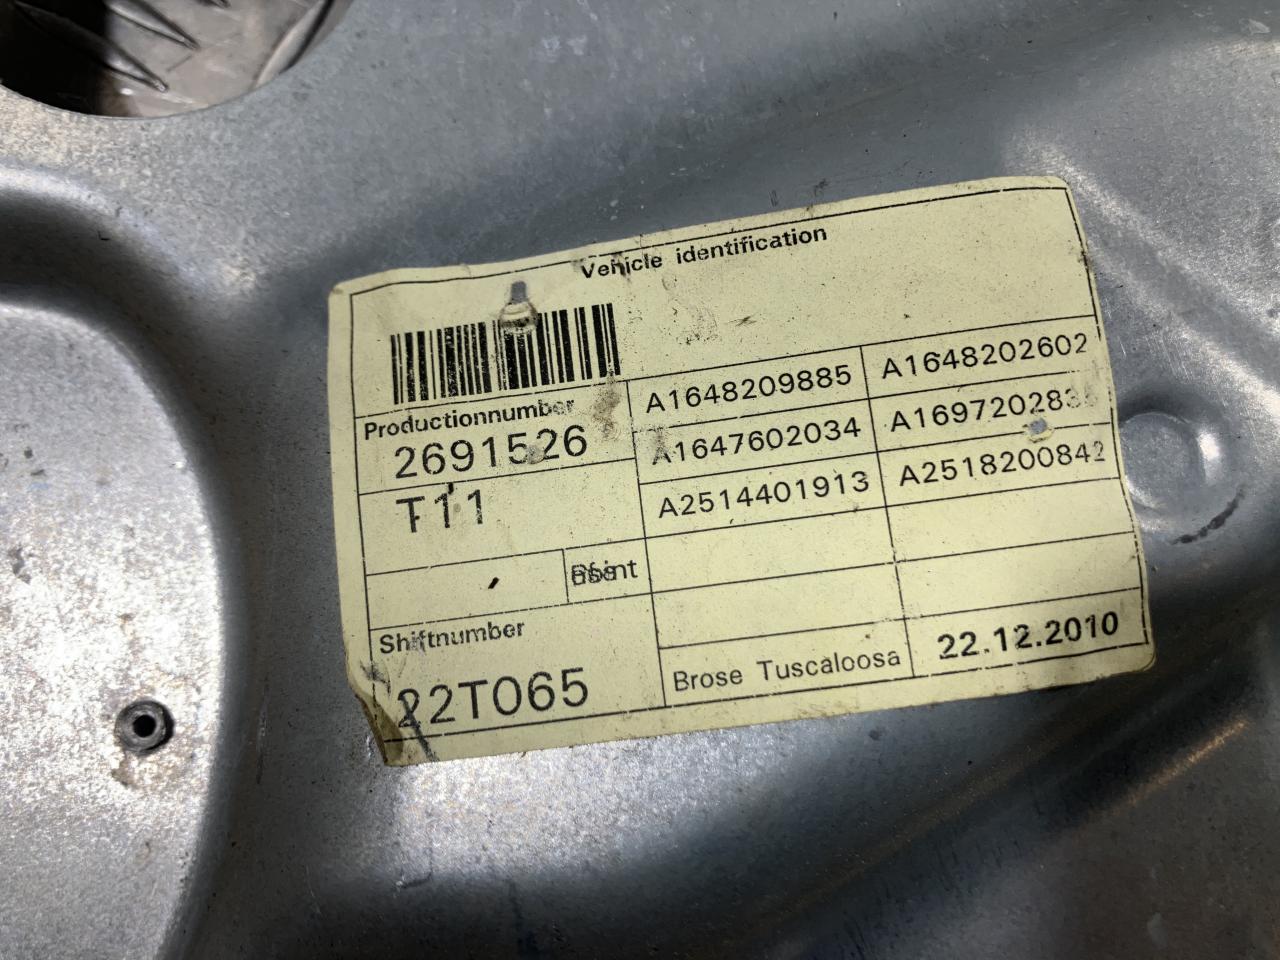 Vehicle identification
Productionnumber
2691526
T11
Shiftnumber
22T065
A1648209885 A1648202602
A1647602034
A2514401913 A2518200842
Brose Tuscaloosa 22.12.2010